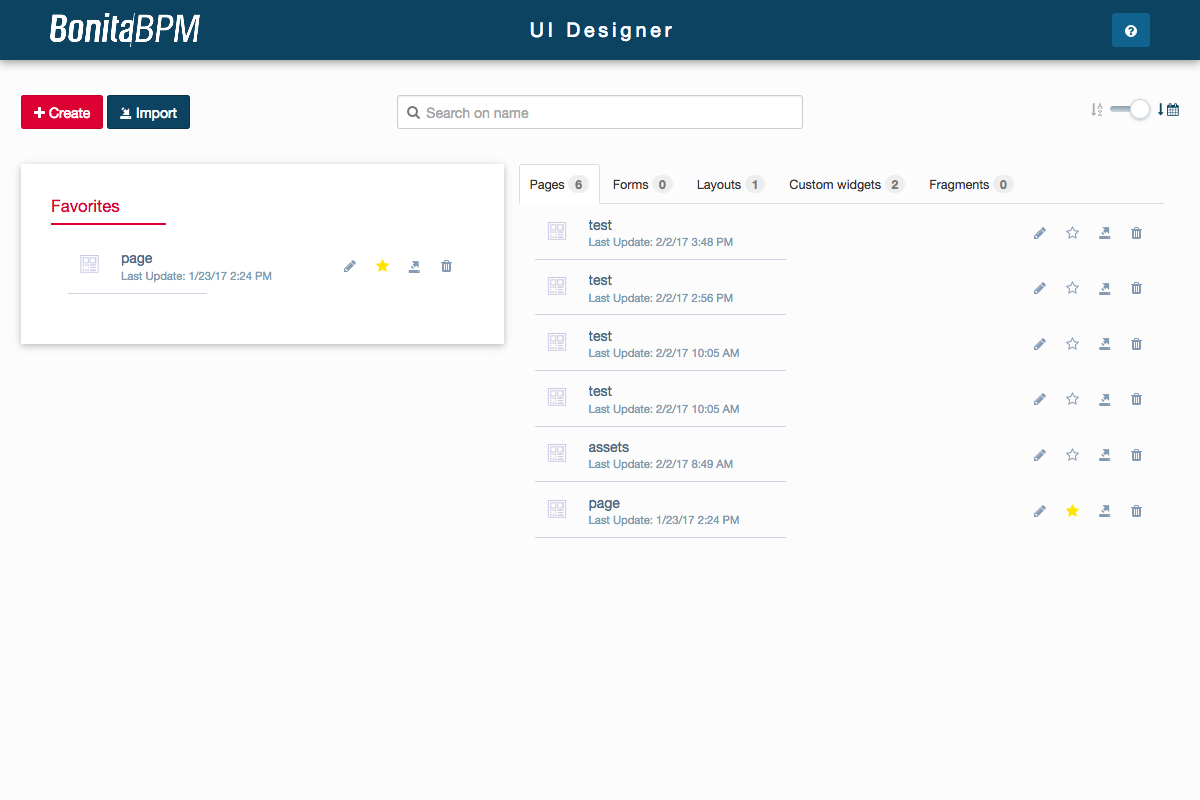 BonitaBPM
UI Designer
Create
Import
Search on name
Favorites
page
Last Update: 1/23/17 2:24 PM
Pages 6 Forms 0 Layouts 1 Custom widgets 2 Fragments 0
test
Last Update: 2/2/17 3:48 PM
test
Last Update: 2/2/17 2:56 PM
test
Last Update: 2/2/17 10:05 AM
test
Last Update: 2/2/17 10:05 AM
assets
Last Update: 2/2/17 8:49 AM
page
Last Update: 1/23/17 2:24 PM